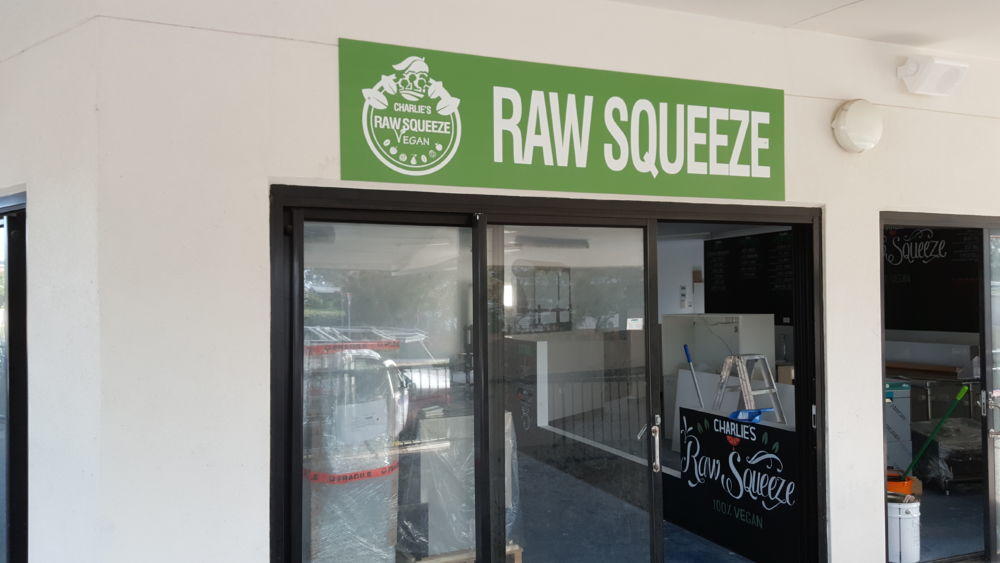 CHARLIE'S
RAW SQUEEZE
VEGAN
RAW SQUEEZE
Squeeze
FRAGILE
FRAGILE
CHARLIE'S
Raw Squeeze
100% VEGAN